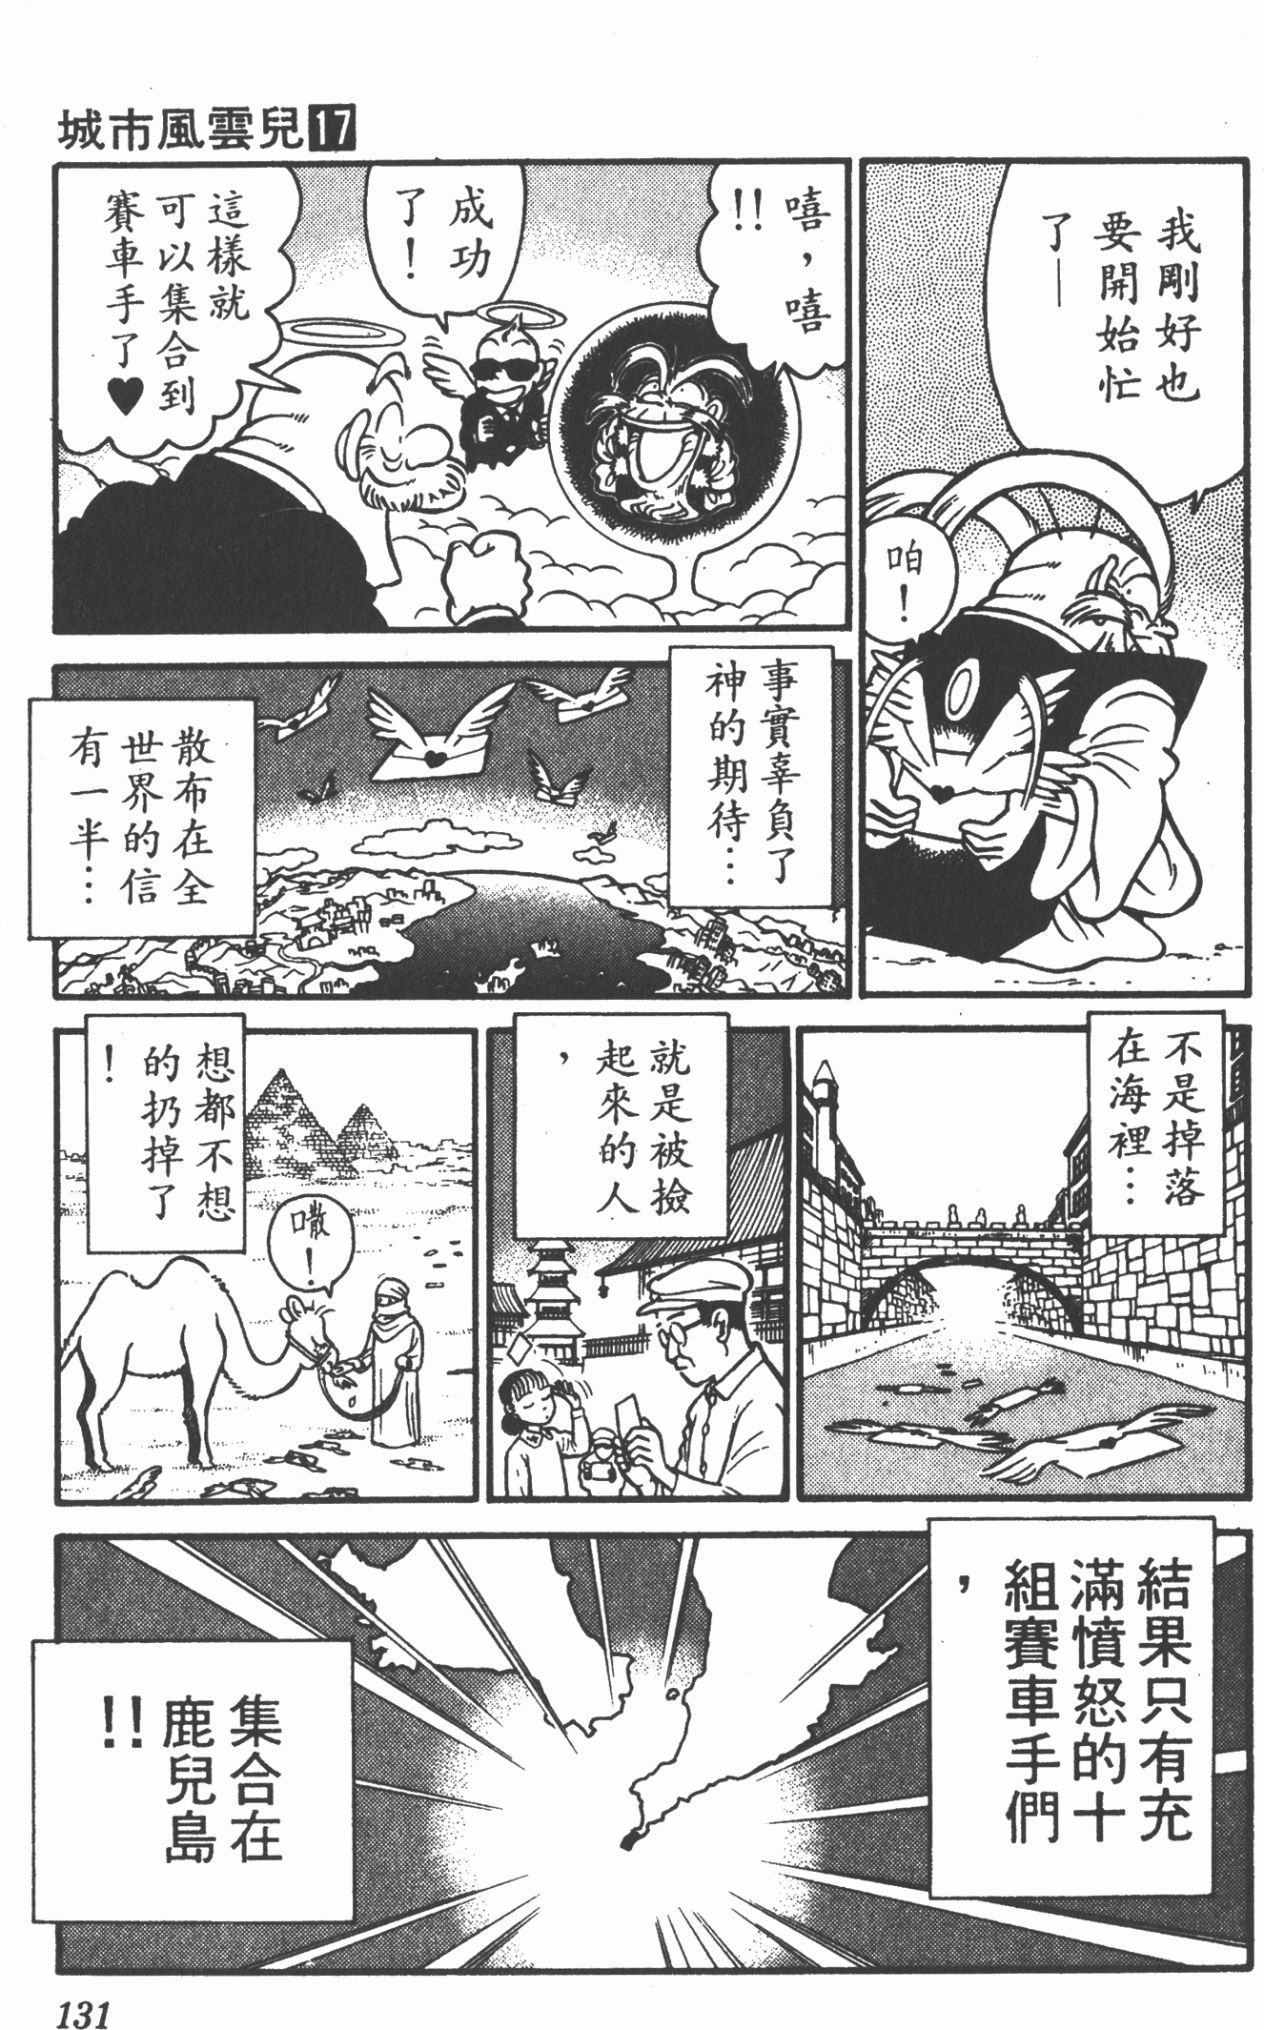 城市風雲兒17
我剛好也
要開始忙
了—
咱！
嘻，嘻
!!
成功
了！
這樣就
可以集合到
賽車手了♥
事實辜負了
神的期待…
散布在全
世界的信
有一半…
不是掉落
在海裡…
就是被撿
起來的人
，
想都不想
的扔掉了
！
噉！
結果只有充
滿憤怒的十
組賽車手們
，
集合在
鹿兒島
!!
131